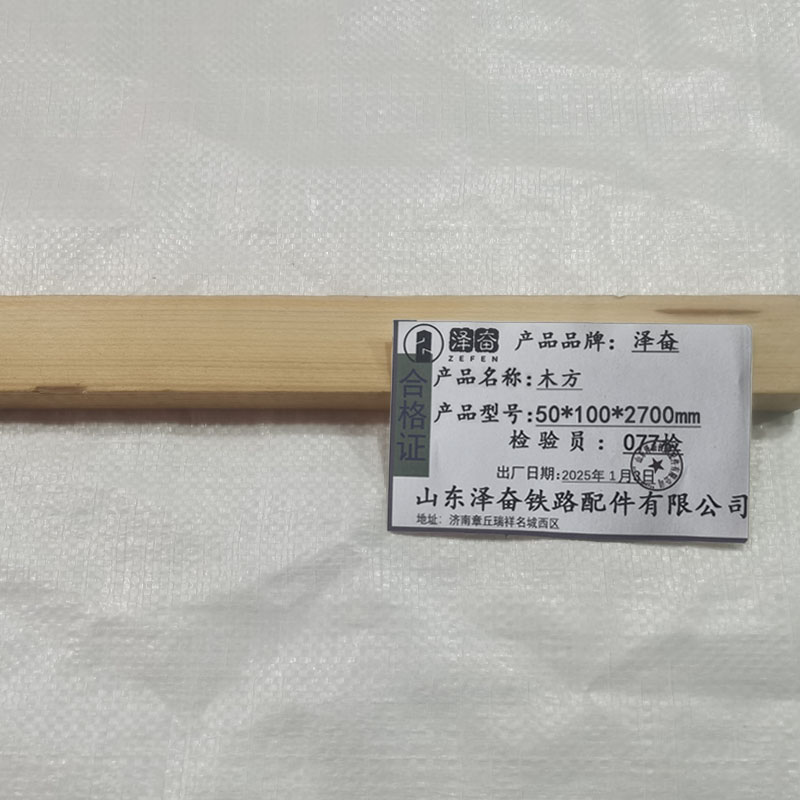 泽奋 产品品牌：泽奋
ZEFEN
合格证
产品名称：木方
产品型号：50*100*2700mm
检验员：077检
出厂日期：2025年1月3日
山东泽奋铁路配件有限公司
地址：济南章丘瑞祥名城西区